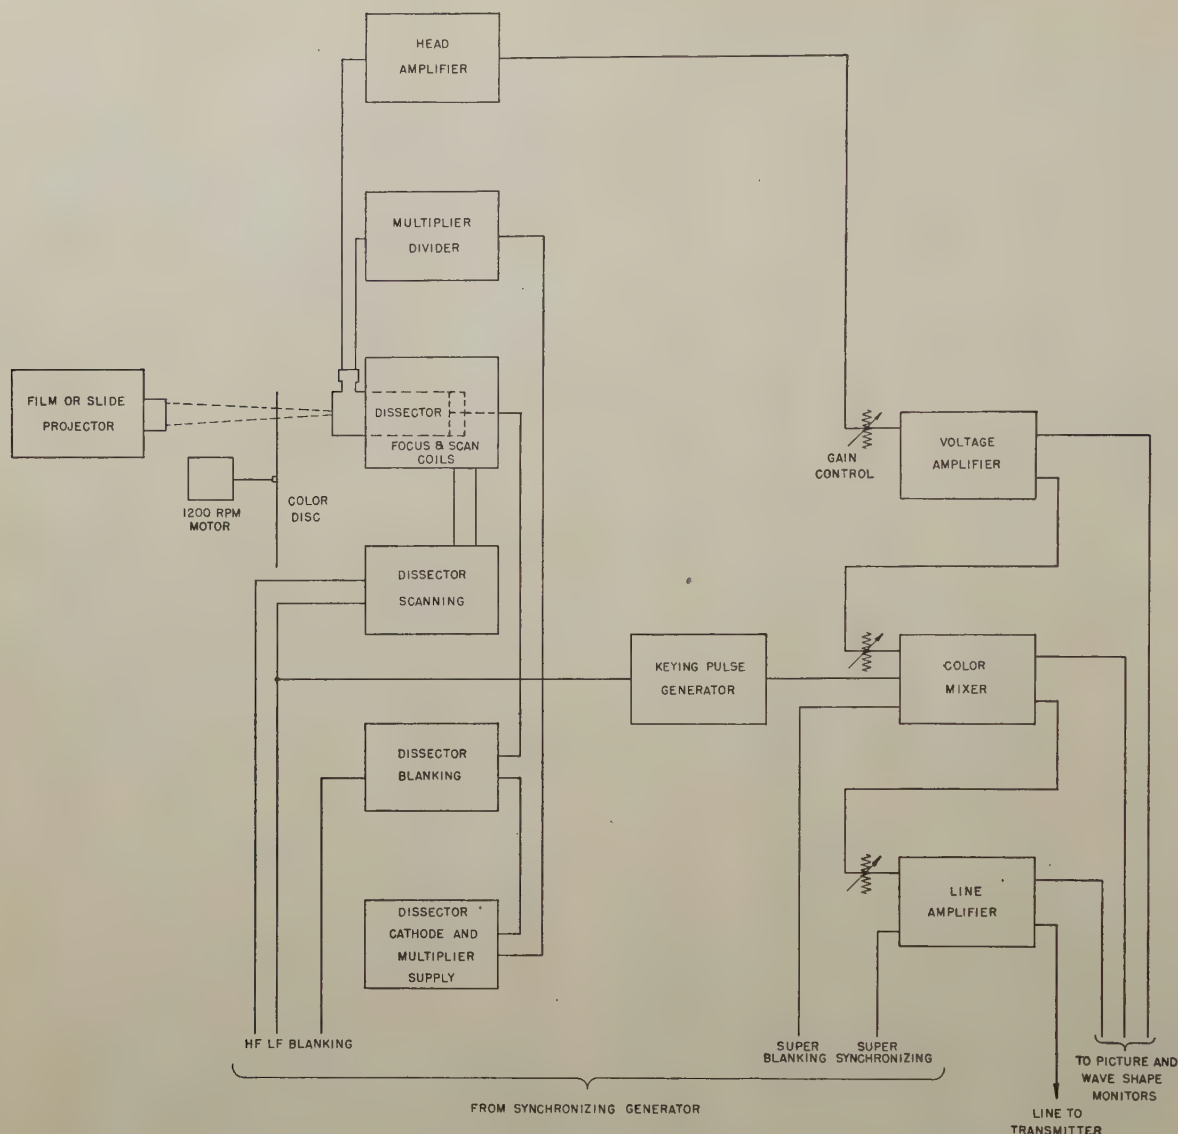 HEAD
AMPLIFIER
MULTIPLIER
DIVIDER
FILM OR SLIDE
PROJECTOR
DISSECTOR
FOCUS & SCAN
COILS
1200 RPM
MOTOR
COLOR
DISC
GAIN
CONTROL
VOLTAGE
AMPLIFIER
DISSECTOR
SCANNING
KEYING PULSE
GENERATOR
COLOR
MIXER
DISSECTOR
BLANKING
DISSECTOR
CATHODE AND
MULTIPLIER
SUPPLY
LINE
AMPLIFIER
HF LF BLANKING
SUPER
BLANKING
SUPER
SYNCHRONIZING
FROM SYNCHRONIZING GENERATOR
TO PICTURE AND
WAVE SHAPE
MONITORS
LINE TO
TRANSMITTER